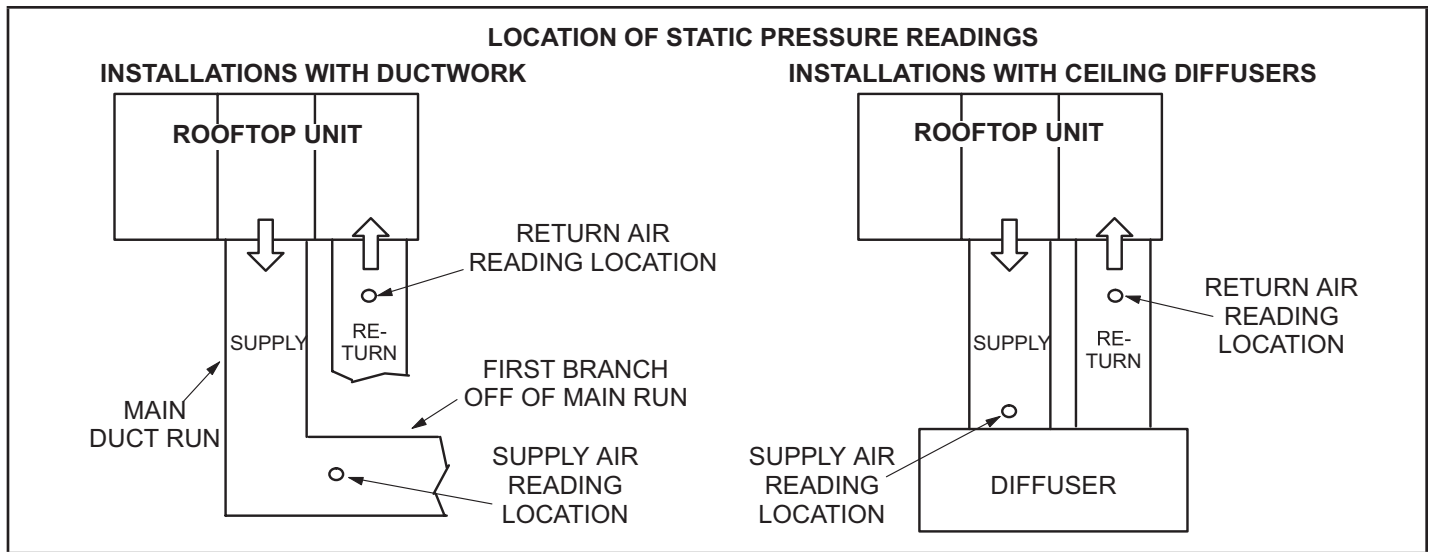 LOCATION OF STATIC PRESSURE READINGS
INSTALLATIONS WITH DUCTWORK
ROOFTOP UNIT
RETURN AIR
READING LOCATION
SUPPLY
RE-
TURN
FIRST BRANCH
OFF OF MAIN RUN
MAIN
DUCT RUN
SUPPLY AIR
READING
LOCATION
INSTALLATIONS WITH CEILING DIFFUSERS
ROOFTOP UNIT
RETURN AIR
READING
LOCATION
SUPPLY
RE-
TURN
SUPPLY AIR
READING
LOCATION
DIFFUSER